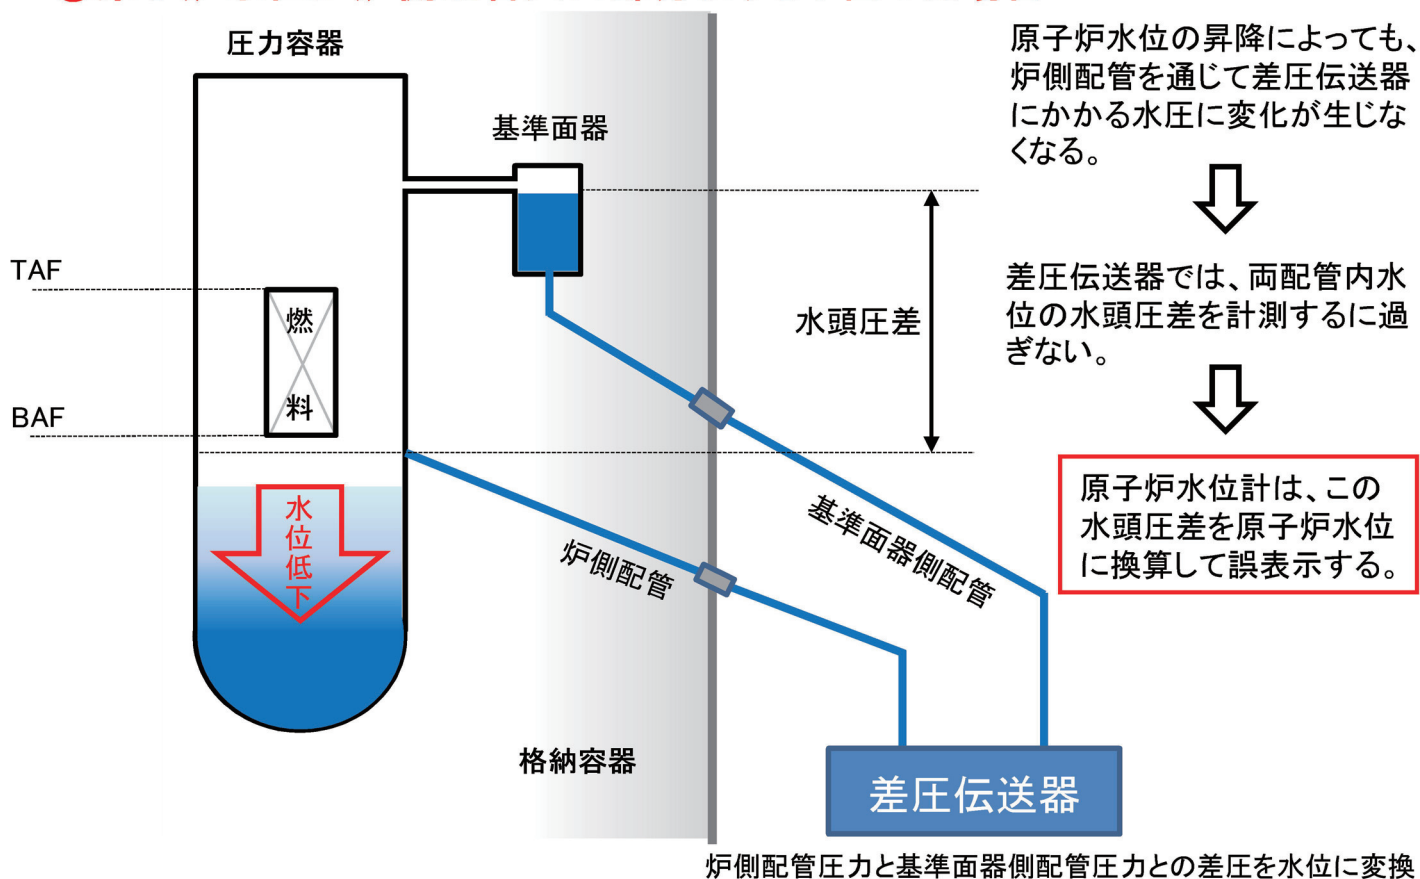 圧力容器
基準面器
TAF
燃
料
BAF
水位低下
水頭圧差
炉側配管
基準面器側配管
格納容器
差圧伝送器
炉側配管圧力と基準面器側配管圧力との差圧を水位に変換
原子炉水位の昇降によっても、
炉側配管を通じて差圧伝送器
にかかる水圧に変化が生じな
くなる。
差圧伝送器では、両配管内水
位の水頭圧差を計測するに過
ぎない。
原子炉水位計は、この
水頭圧差を原子炉水位
に換算して誤表示する。